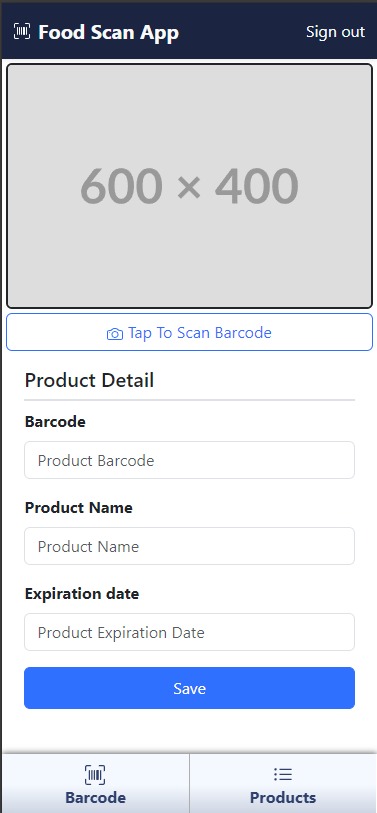 Food Scan App
Sign out
600 × 400
Tap To Scan Barcode
Product Detail
Barcode
Product Barcode
Product Name
Product Name
Expiration date
Product Expiration Date
Save
Barcode
Products